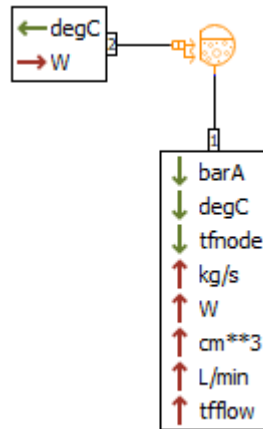 degC
W
2
1
barA
degC
tfnode
kg/s
W
cm**3
L/min
tfflow